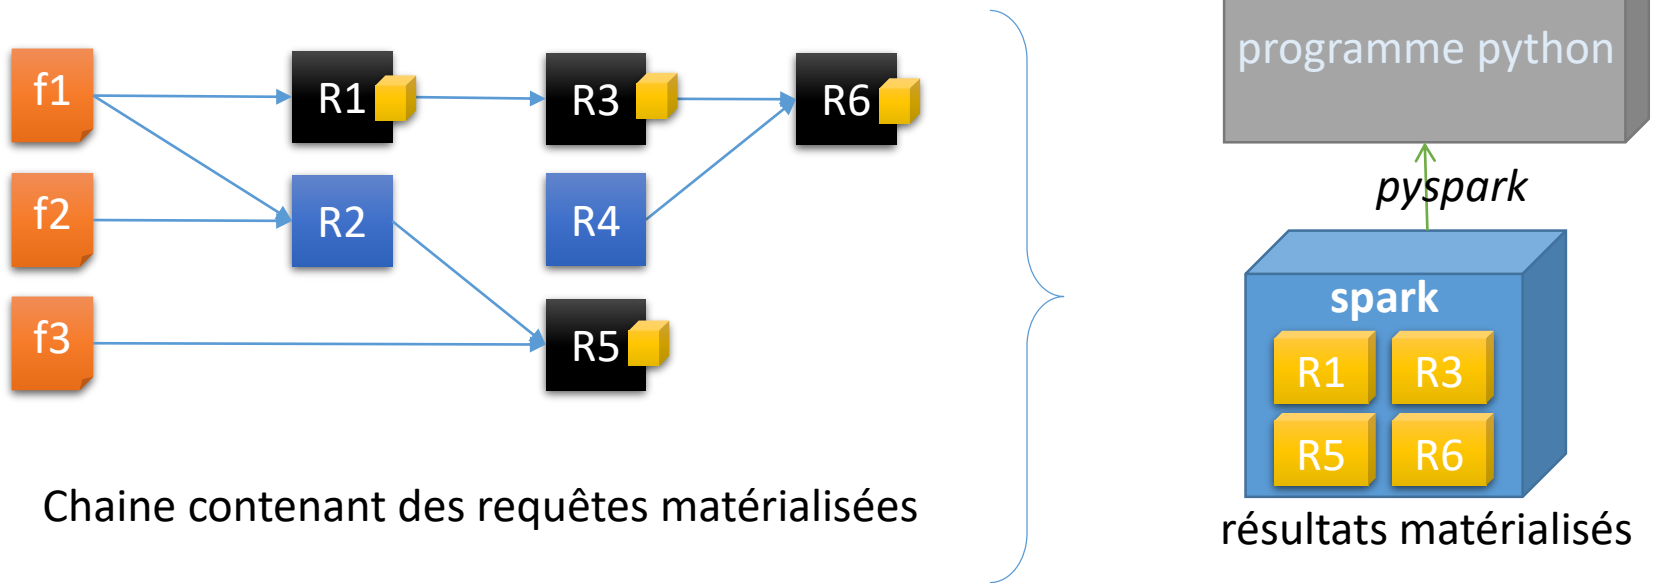 f1
R1
R3
R6
f2
R2
R4
f3
R5
Chaine contenant des requêtes matérialisées
programme python
pyspark
spark
R1
R3
R5
R6
résultats matérialisés